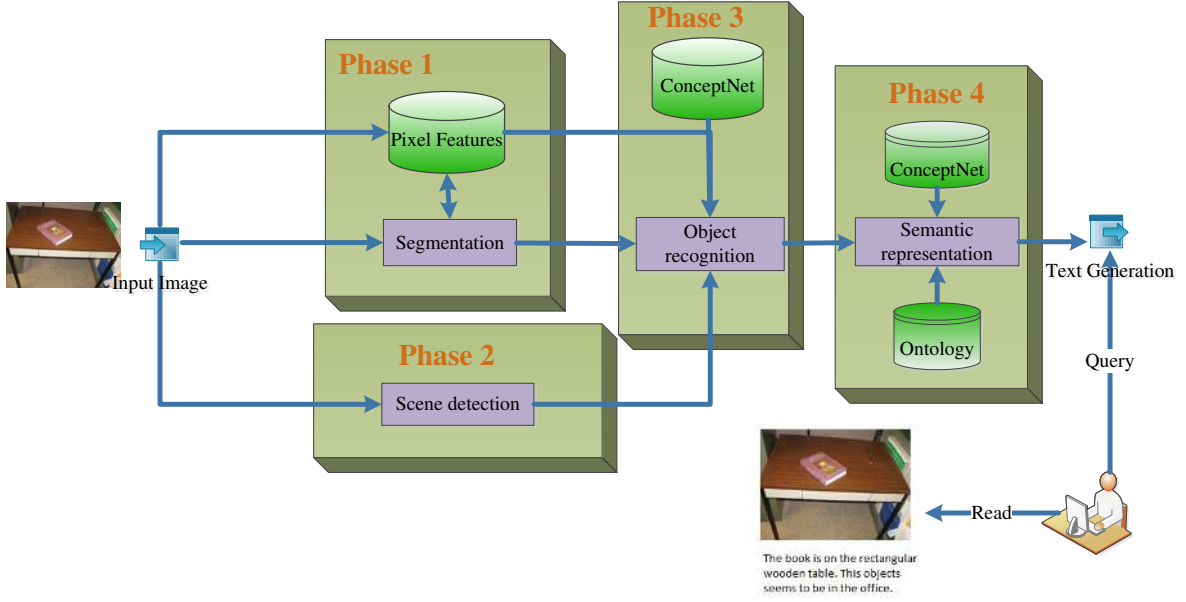 Phase 1
Pixel Features
Segmentation
Input Image
Phase 2
Scene detection
Phase 3
ConceptNet
Object
recognition
Phase 4
ConceptNet
Semantic
representation
Ontology
Text Generation
Query
Read
The book is on the rectangular
wooden table. This objects
seems to be in the office.